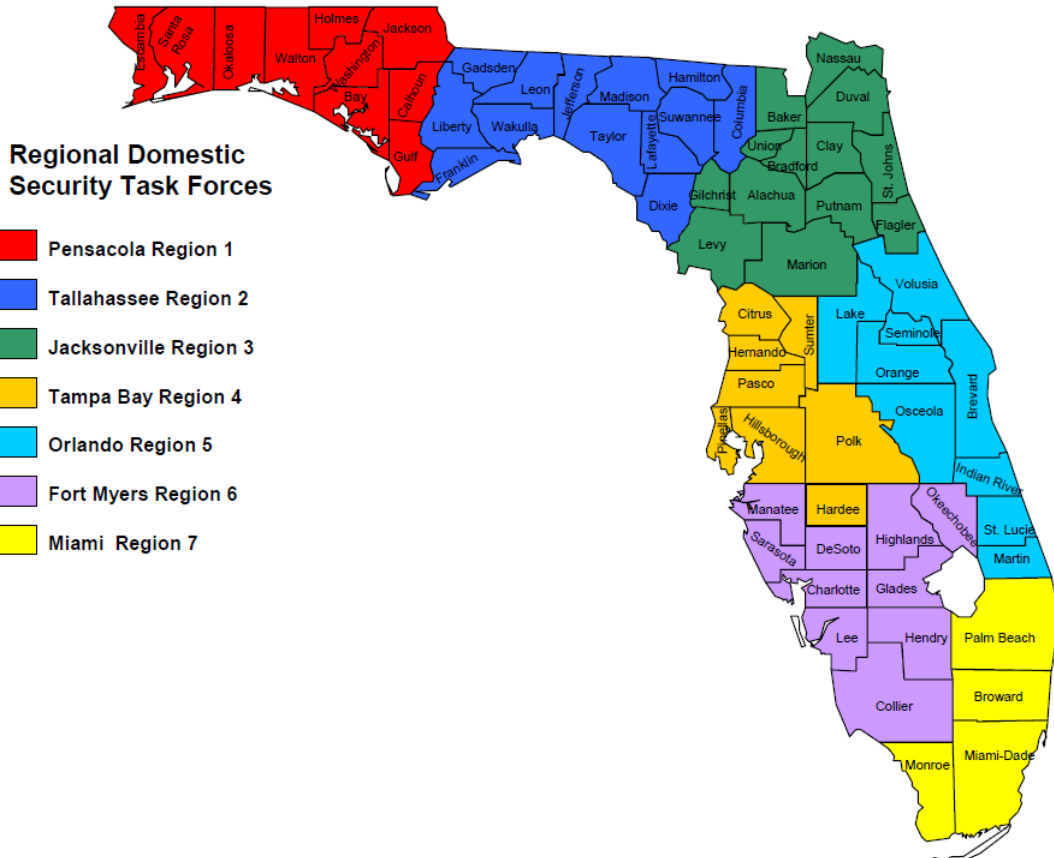 Regional Domestic
Security Task Forces
Pensacola Region 1
Tallahassee Region 2
Jacksonville Region 3
Tampa Bay Region 4
Orlando Region 5
Fort Myers Region 6
Miami Region 7
Escambia
Santa
Rosa
Okaloosa
Walton
Holmes
Washington
Jackson
Bay
Calhoun
Gulf
Gadsden
Liberty
Franklin
Leon
Wakulla
Jefferson
Madison
Taylor
Hamilton
Suwannee
Lafayette
Columbia
Dixie
Nassau
Duval
Baker
Union
Bradford
Clay
St. Johns
Gilchrist
Alachua
Putnam
Flagler
Levy
Marion
Citrus
Sumter
Hernando
Pasco
Pinellas
Hillsborough
Polk
Hardee
Volusia
Lake
Seminole
Orange
Osceola
Brevard
Indian River
St. Lucie
Martin
Manatee
Sarasota
DeSoto
Highlands
Okeechobee
Charlotte
Glades
Lee
Hendry
Collier
Palm Beach
Broward
Miami-Dade
Monroe